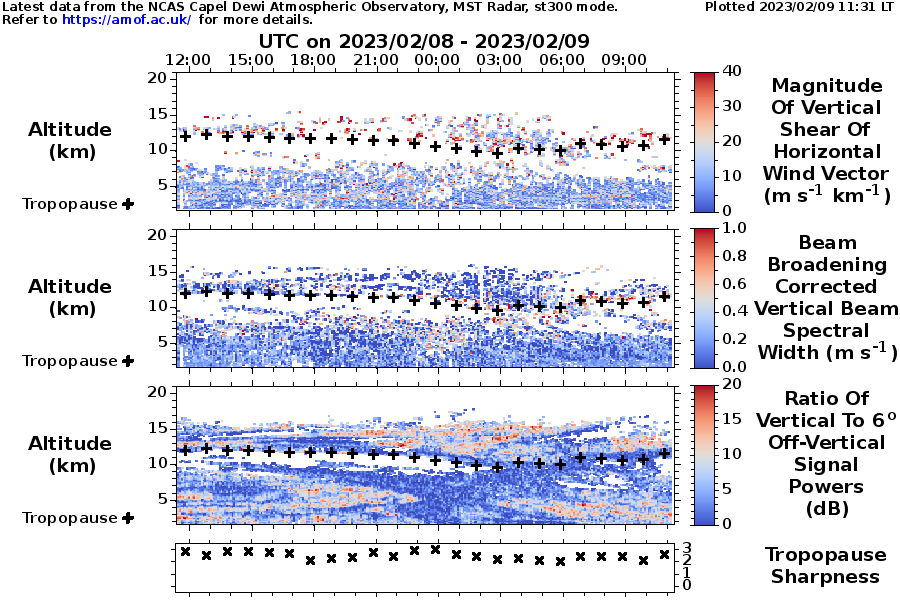 Latest data from the NCAS Capel Dewi Atmospheric Observatory, MST Radar, st300 mode.
Plotted 2023/02/09 11:31 LT
Refer to https://amof.ac.uk/ for more details.
UTC on 2023/02/08 - 2023/02/09
12:00 15:00 18:00 21:00 00:00 03:00 06:00 09:00
20
15
10
5
Altitude
(km)
Tropopause +
40
30
20
10
0
Magnitude
Of Vertical
Shear Of
Horizontal
Wind Vector
(m s⁻¹ km⁻¹)
20
15
10
5
Altitude
(km)
Tropopause +
1.0
0.8
0.6
0.4
0.2
0.0
Beam
Broadening
Corrected
Vertical Beam
Spectral
Width (m s⁻¹)
20
15
10
5
Altitude
(km)
Tropopause +
20
15
10
5
0
Ratio Of
Vertical To 6°
Off-Vertical
Signal
Powers
(dB)
3
2
1
0
Tropopause
Sharpness